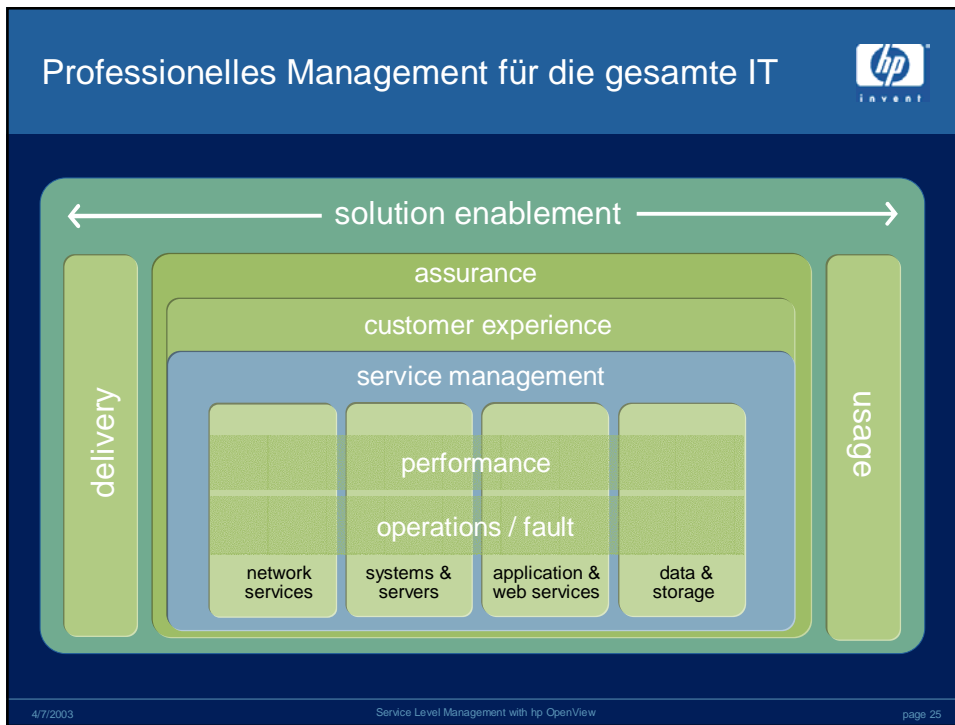 Professionelles Management für die gesamte IT
hp
invent
solution enablement
assurance
customer experience
service management
delivery
usage
performance
operations / fault
network
services
systems &
servers
application &
web services
data &
storage
4/7/2003
Service Level Management with hp OpenView
page 25